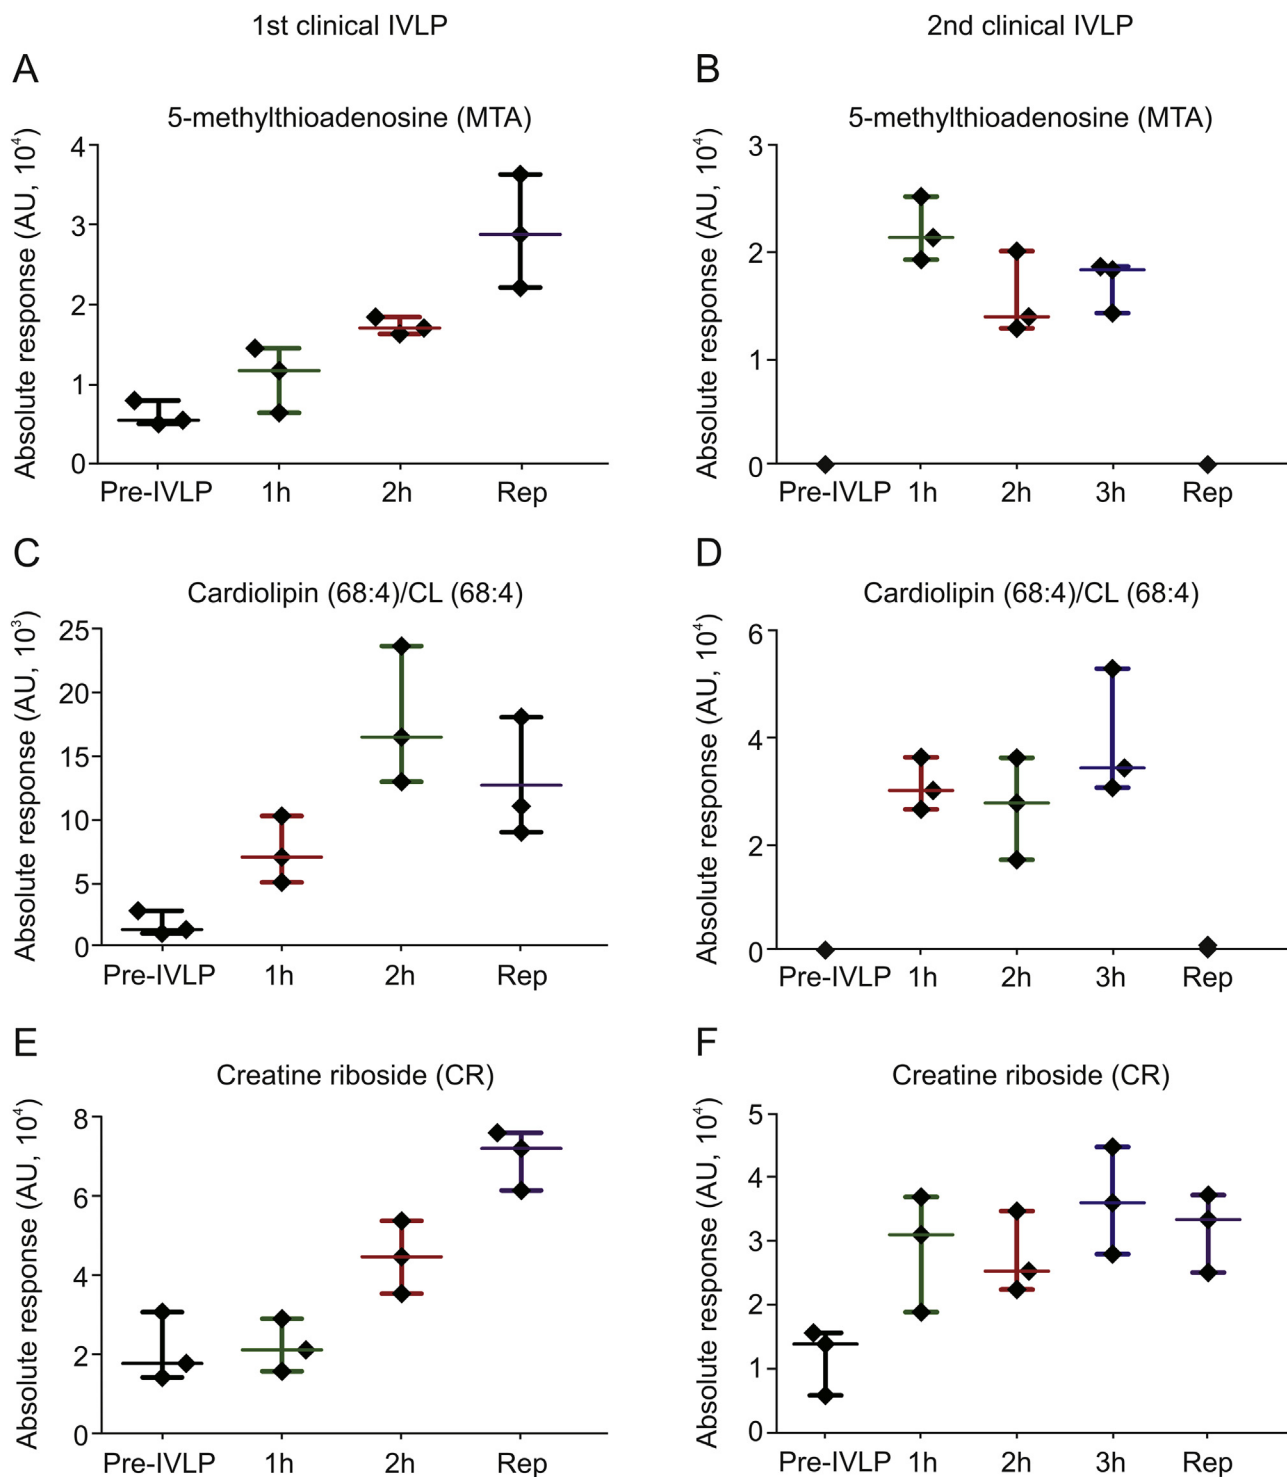 1st clinical IVLP
2nd clinical IVLP
A
5-methylthioadenosine (MTA)
Absolute response (AU, 10⁴)
4
3
2
1
0
Pre-IVLP 1h 2h Rep
B
5-methylthioadenosine (MTA)
Absolute response (AU, 10⁴)
3
2
1
0
Pre-IVLP 1h 2h 3h Rep
C
Cardiolipin (68:4)/CL (68:4)
Absolute response (AU, 10³)
25
20
15
10
5
0
Pre-IVLP 1h 2h Rep
D
Cardiolipin (68:4)/CL (68:4)
Absolute response (AU, 10⁴)
6
4
2
0
Pre-IVLP 1h 2h 3h Rep
E
Creatine riboside (CR)
Absolute response (AU, 10⁴)
8
6
4
2
0
Pre-IVLP 1h 2h Rep
F
Creatine riboside (CR)
Absolute response (AU, 10⁴)
5
4
3
2
1
0
Pre-IVLP 1h 2h 3h Rep